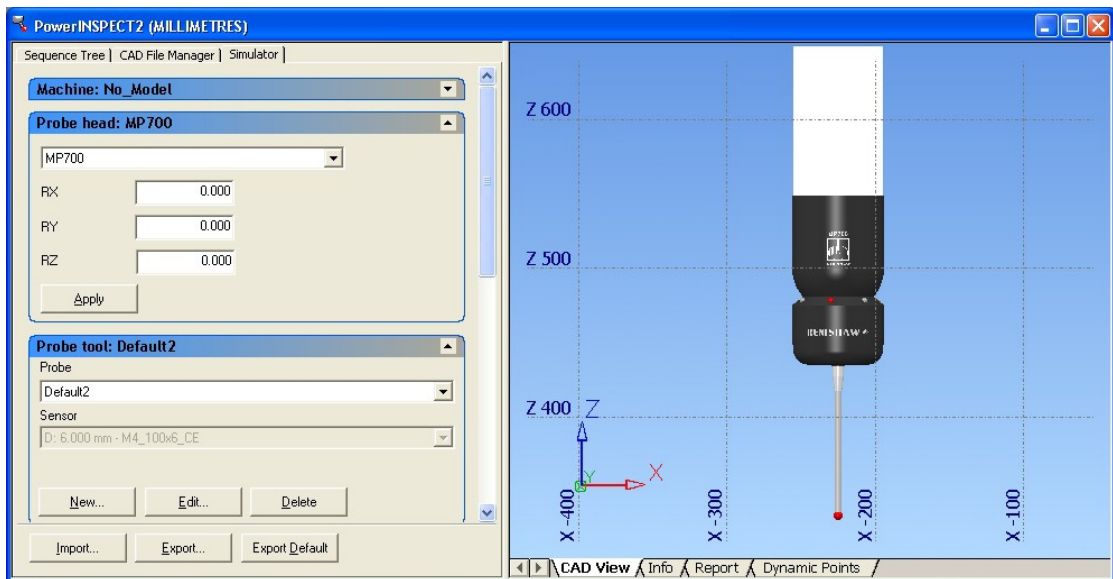 PowerINSPECT2 (MILLIMETRES)
Sequence Tree | CAD File Manager | Simulator
Machine: No_Model
Probe head: MP700
MP700
RX 0.000
RY 0.000
RZ 0.000
Apply
Probe tool: Default2
Probe
Default2
Sensor
D: 6.000 mm - M4_100x6_CE
New... Edit... Delete
Import... Export... Export Default
Z 600
Z 500
Z 400
MP700
RENISHAW
Z
Y
X
X -400
X -300
X -200
X -100
CAD View / Info / Report / Dynamic Points